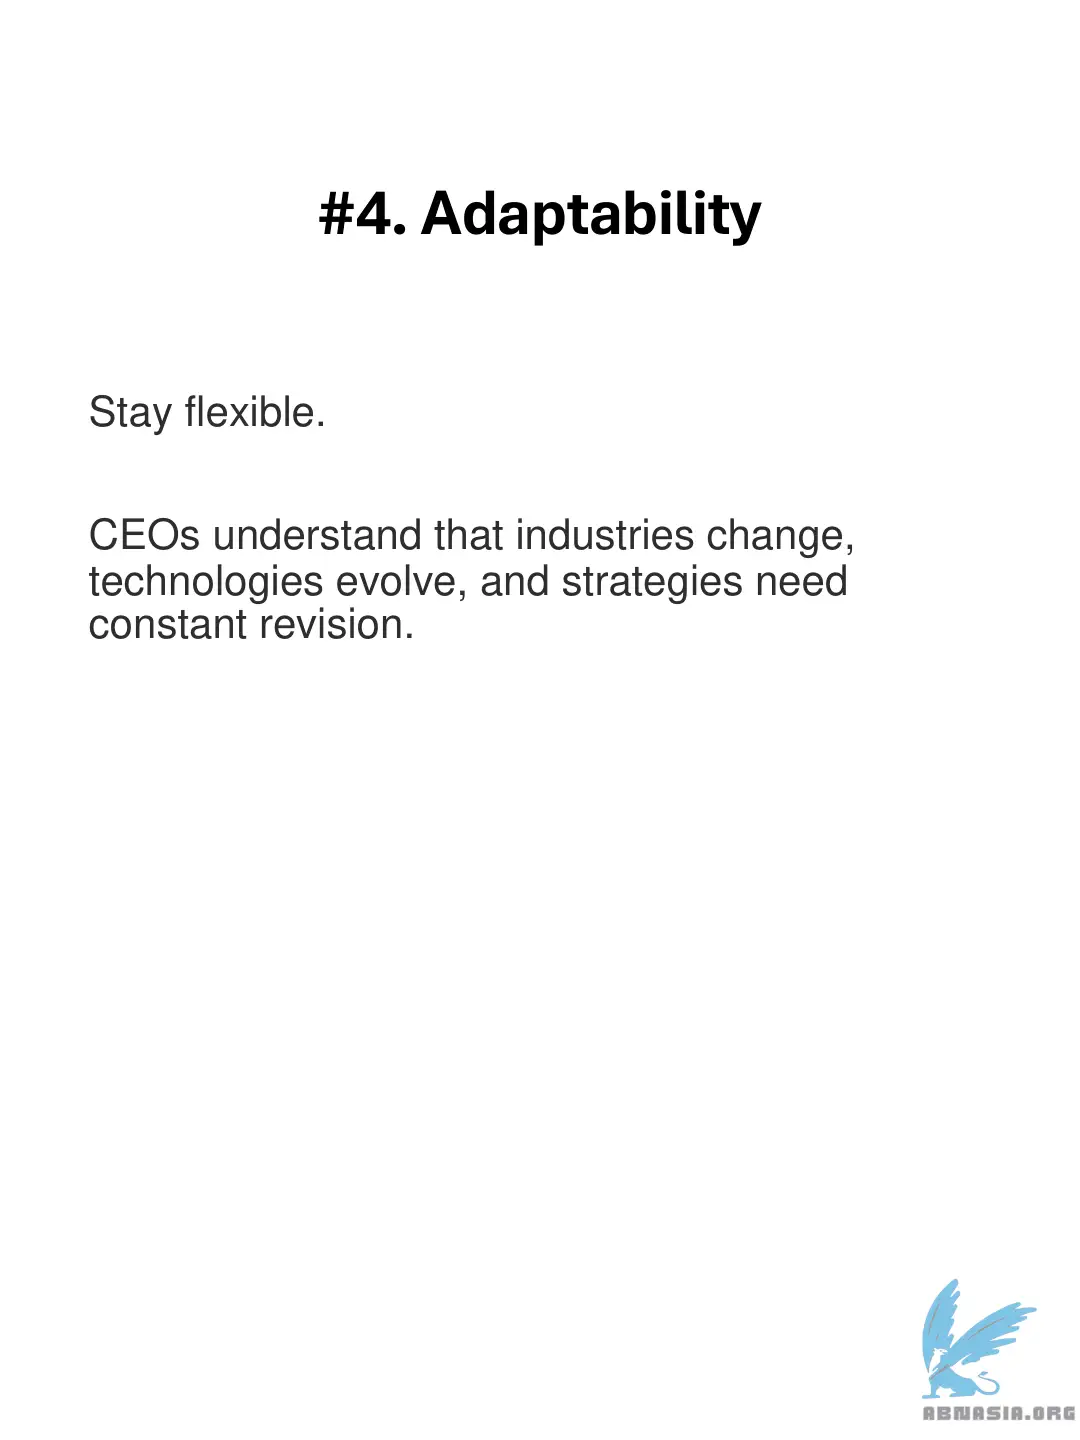 #4. Adaptability
Stay flexible.
CEOs understand that industries change,
technologies evolve, and strategies need
constant revision.
ABNASIA.ORG